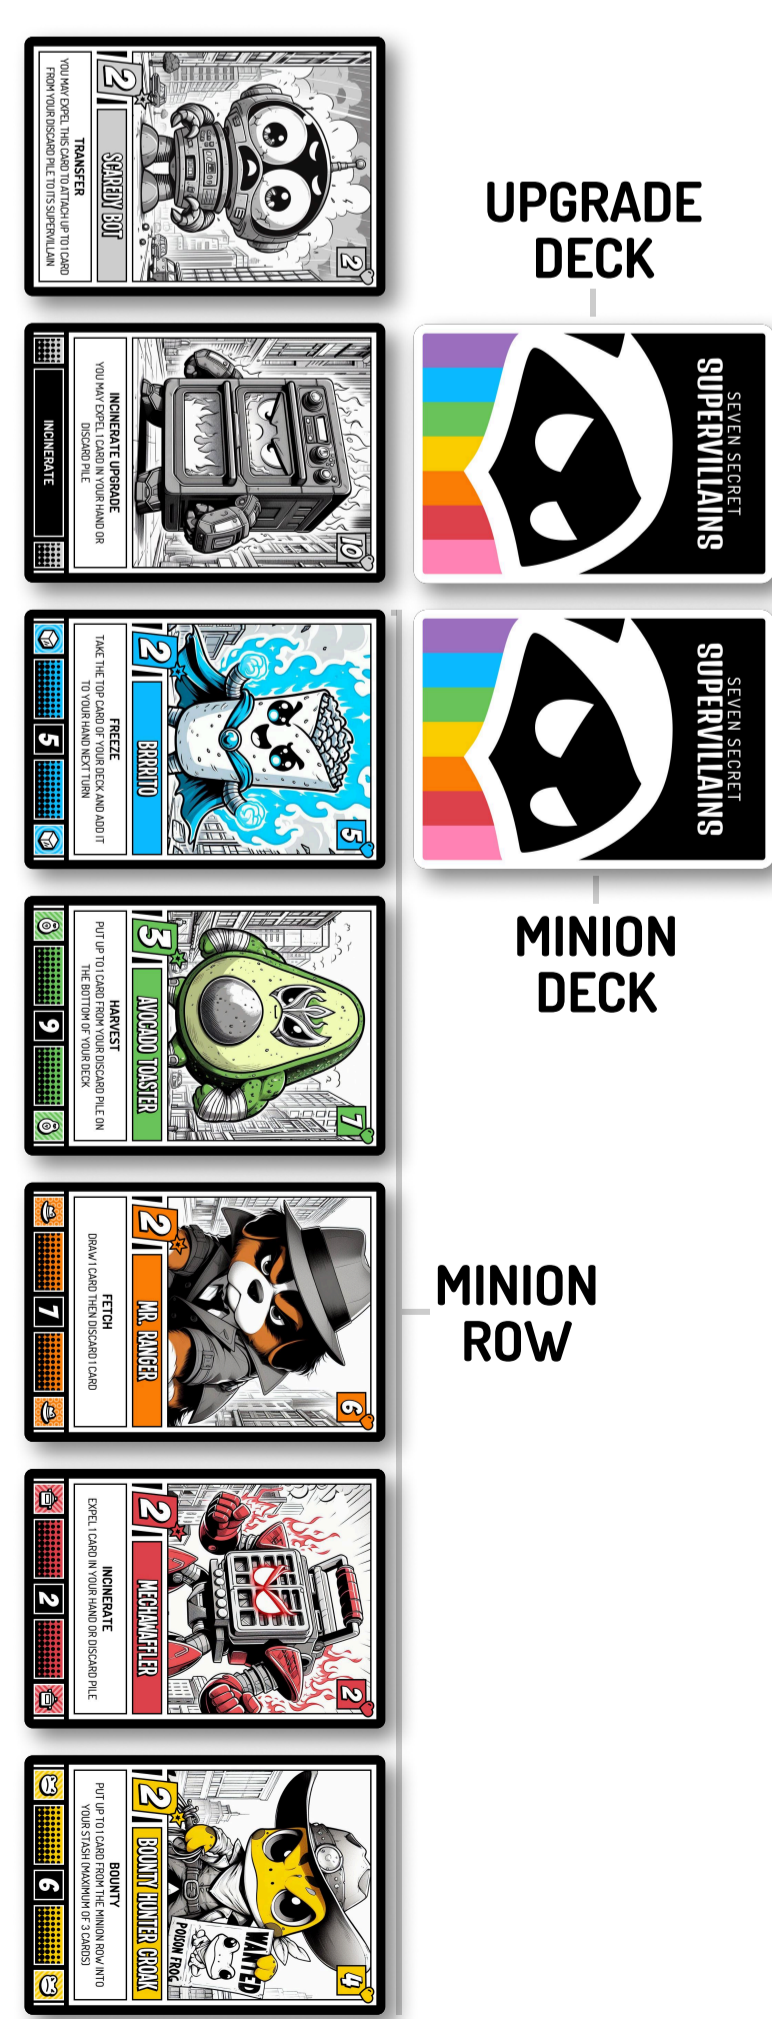 2
SCAREDY BOT
2
TRANSFER
YOU MAY EXPEL THIS CARD TO ATTACH UP TO 1 CARD
FROM YOUR DISCARD PILE TO ITS SUPERVILLAIN
UPGRADE
DECK
10
INCINERATE UPGRADE
YOU MAY EXPEL 1 CARD IN YOUR HAND OR
DISCARD PILE
INCINERATE
SEVEN SECRET
SUPERVILLAINS
5
2
BRRRITO
FREEZE
TAKE THE TOP CARD OF YOUR DECK AND ADD IT
TO YOUR HAND NEXT TURN
5
SEVEN SECRET
SUPERVILLAINS
MINION
DECK
7
3
AVOCADO TOASTER
HARVEST
PUT UP TO 1 CARD FROM YOUR DISCARD PILE ON
THE BOTTOM OF YOUR DECK
9
MINION
ROW
6
2
MR. RANGER
FETCH
DRAW 1 CARD THEN DISCARD 1 CARD
7
2
2
MECHAWAFFLER
INCINERATE
EXPEL 1 CARD IN YOUR HAND OR DISCARD PILE
2
4
WANTED
POISON FROG
2
BOUNTY HUNTER CROAK
BOUNTY
PUT UP TO 1 CARD FROM THE MINION ROW INTO
YOUR STASH (MAXIMUM OF 3 CARDS)
6